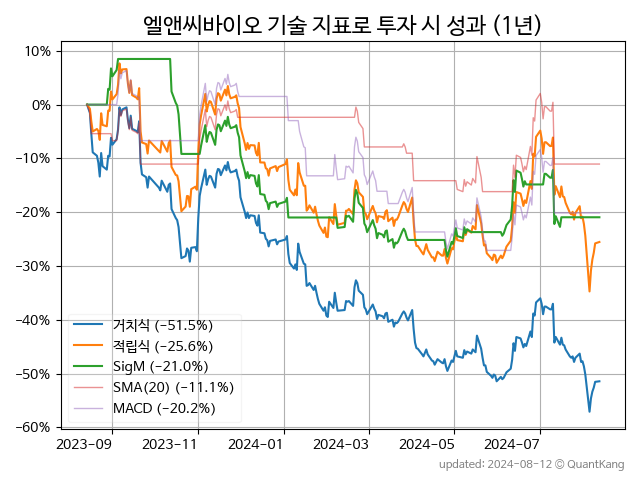 엘앤씨바이오 기술 지표로 투자 시 성과 (1년)
10%
0%
−10%
−20%
−30%
−40%
−50%
−60%
거치식 (−51.5%)
적립식 (−25.6%)
SigM (−21.0%)
SMA(20) (−11.1%)
MACD (−20.2%)
2023−09 2023−11 2024−01 2024−03 2024−05 2024−07
updated: 2024−08−12 © QuantKang